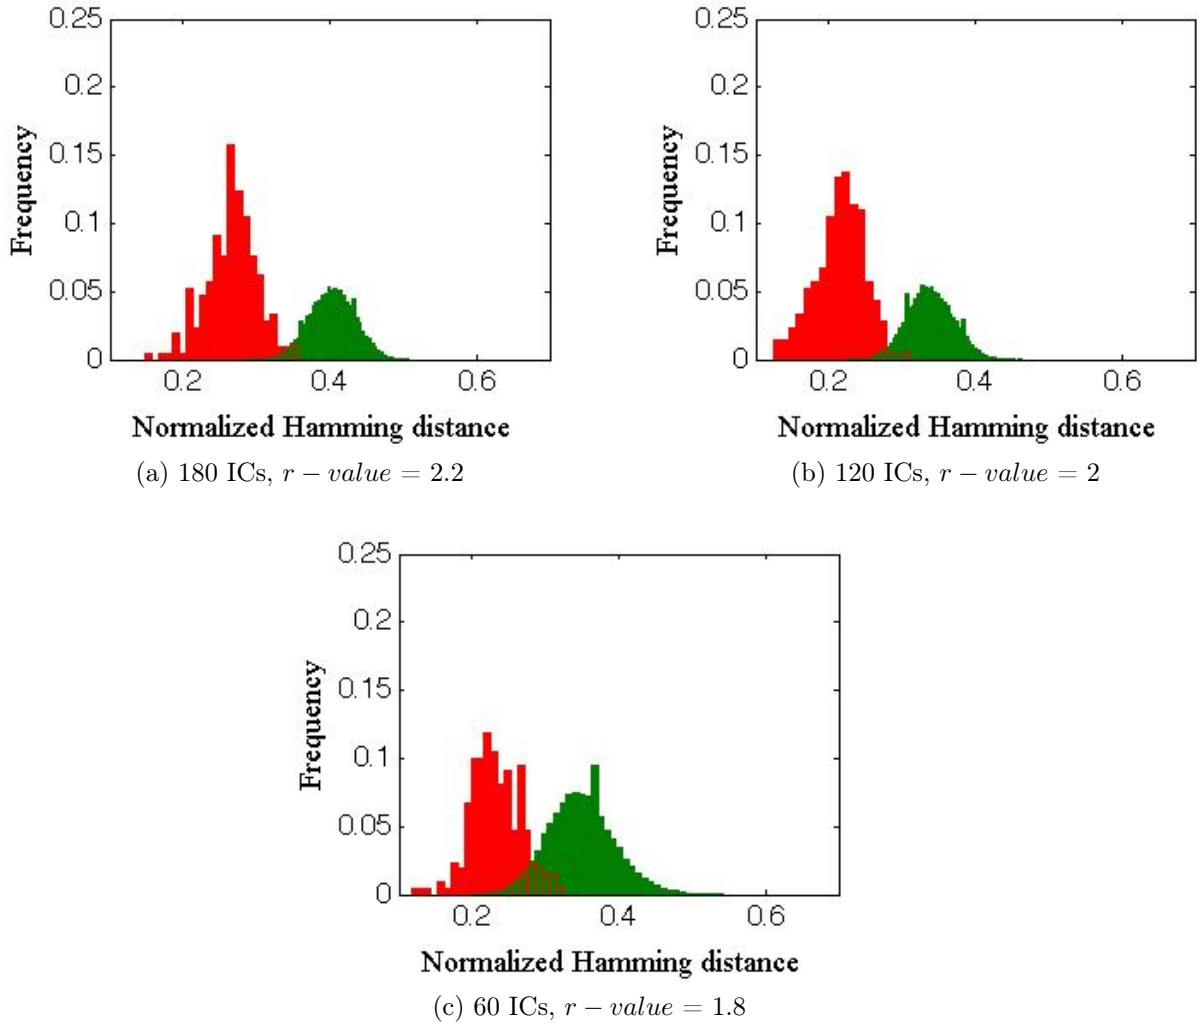 0.25
0.2
0.15
0.1
0.05
0
Frequency
0.2 0.4 0.6
Normalized Hamming distance
(a) 180 ICs, r − value = 2.2
0.25
0.2
0.15
0.1
0.05
0
Frequency
0.2 0.4 0.6
Normalized Hamming distance
(b) 120 ICs, r − value = 2
0.25
0.2
0.15
0.1
0.05
0
Frequency
0.2 0.4 0.6
Normalized Hamming distance
(c) 60 ICs, r − value = 1.8